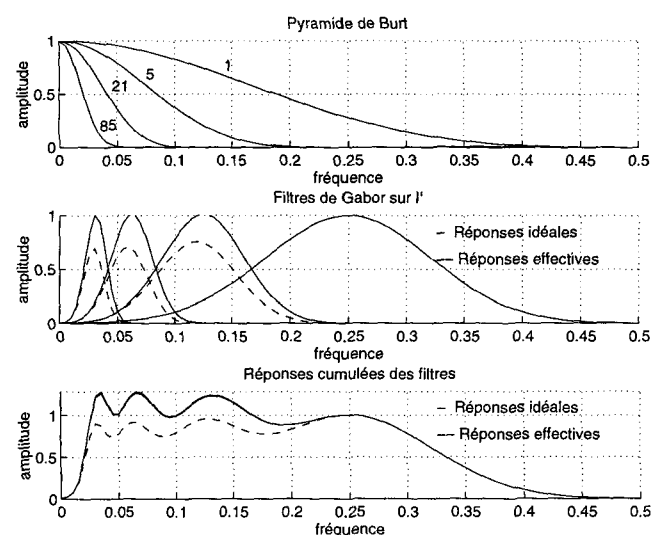 Pyramide de Burt
1
0.5
0
amplitude
1
5
21
85
0 0.05 0.1 0.15 0.2 0.25 0.3 0.35 0.4 0.45 0.5
fréquence
Filtres de Gabor sur l'
1
0.5
0
amplitude
Réponses idéales
Réponses effectives
0 0.05 0.1 0.15 0.2 0.25 0.3 0.35 0.4 0.45 0.5
fréquence
Réponses cumulées des filtres
1
0.5
0
amplitude
Réponses idéales
Réponses effectives
0 0.05 0.1 0.15 0.2 0.25 0.3 0.35 0.4 0.45 0.5
fréquence